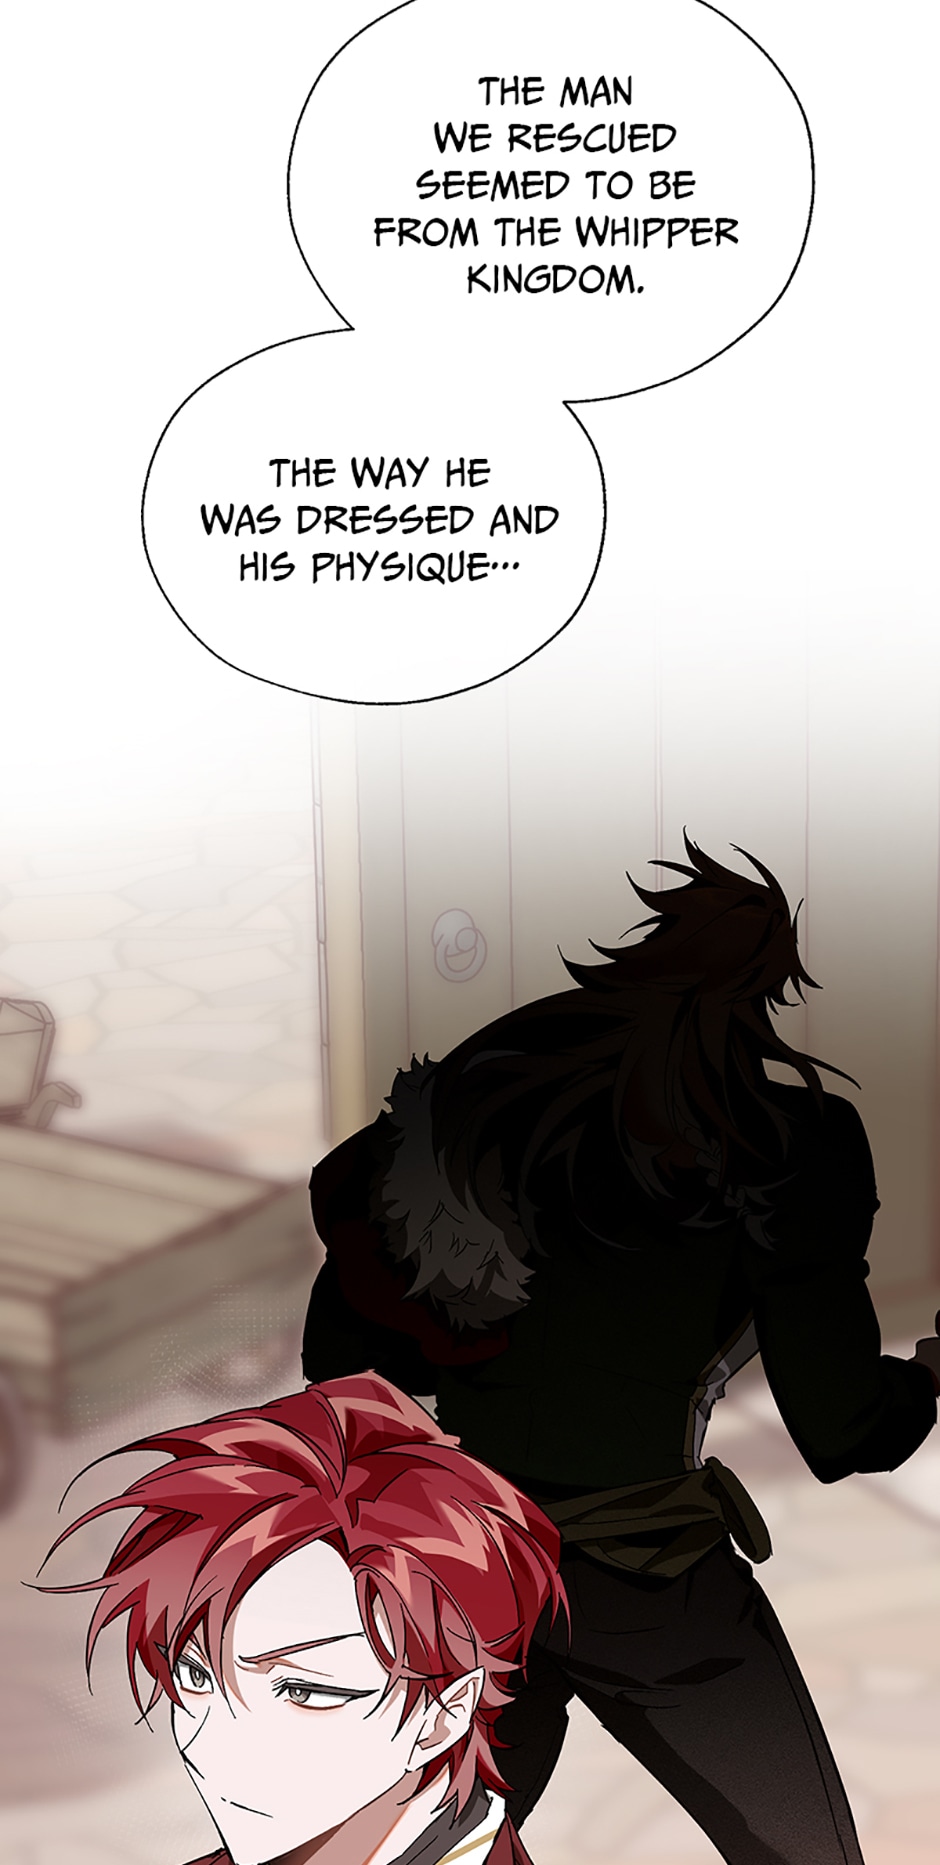 THE MAN
WE RESCUED
SEEMED TO BE
FROM THE WHIPPER
KINGDOM.
THE WAY HE
WAS DRESSED AND
HIS PHYSIQUE...